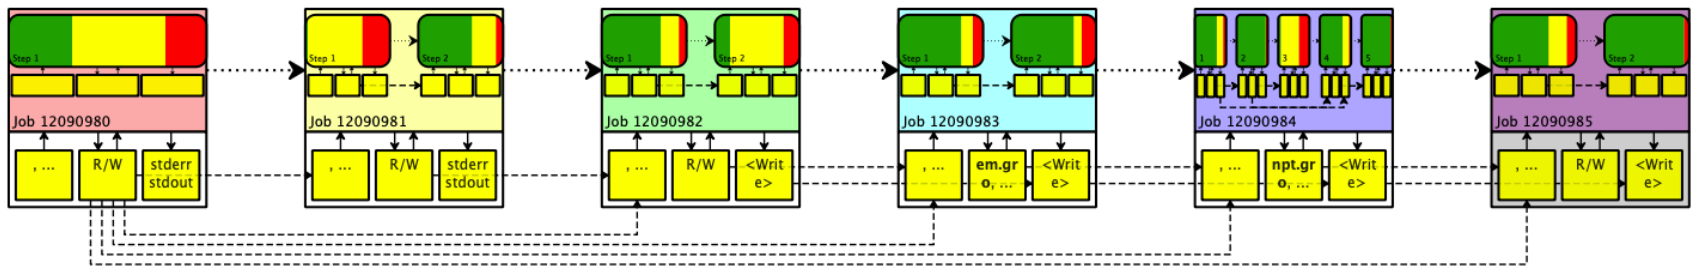 Step 1
Job 12090980
, ...
R/W
stderr
stdout
Step 1
Step 2
Job 12090981
, ...
R/W
stderr
stdout
Step 1
Step 2
Job 12090982
, ...
R/W
<Writ
e>
Step 1
Step 2
Job 12090983
, ...
em.gr
o, ...
<Writ
e>
1
2
3
4
5
Job 12090984
, ...
npt.gr
o, ...
<Writ
e>
Step 1
Step 2
Job 12090985
, ...
R/W
<Writ
e>